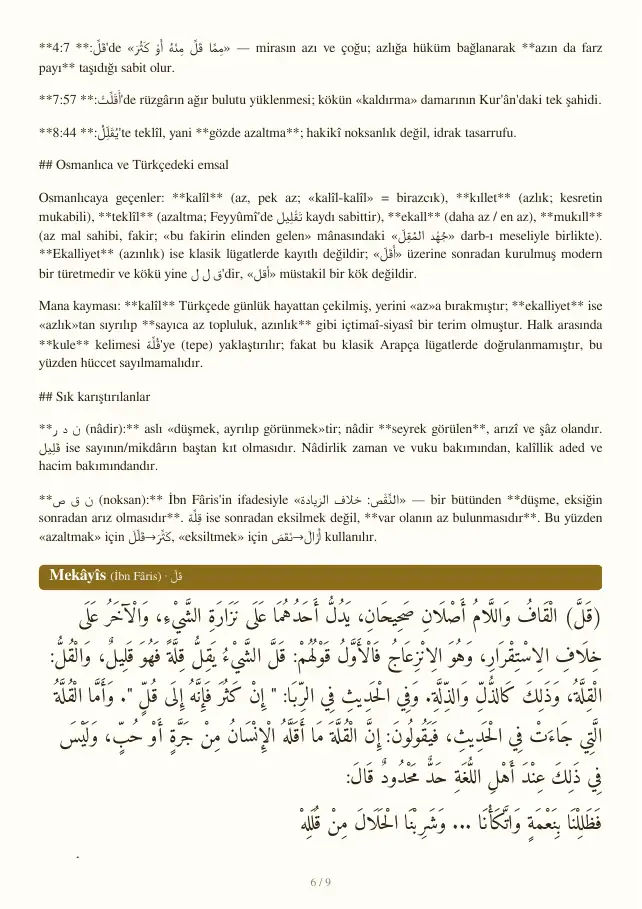 **4:7 **:قَلَّ'de «مِمَّا قَلَّ مِنْهُ أَوْ كَثُرَ» — mirasın azı ve çoğu; azlığa hüküm bağlanarak **azın da farz
payı** taşıdığı sabit olur.
**7:57 **:أَقَلَّتْ'de rüzgârın ağır bulutu yüklenmesi; kökün «kaldırma» damarının Kur'ân'daki tek şahidi.
**8:44 **:يُقَلِّلُ'te teklîl, yani **gözde azaltma**; hakikî noksanlık değil, idrak tasarrufu.
## Osmanlıca ve Türkçedeki emsal
Osmanlıcaya geçenler: **kalîl** (az, pek az; «kalîl-kalîl» = birazcık), **kıllet** (azlık; kesretin
mukabili), **teklîl** (azaltma; Feyyûmî'de تَقْلِيل kaydı sabittir), **ekall** (daha az / en az), **mukıll**
(az mal sahibi, fakir; «bu fakirin elinden gelen» mânasındaki «جُهْد المُقِلّ» darb-ı meseliyle birlikte).
**Ekalliyet** (azınlık) ise klasik lügatlerde kayıtlı değildir; «أقلّ» üzerine sonradan kurulmuş modern
bir türetmedir ve kökü yine ق ل ل'dir, «أقل» müstakil bir kök değildir.
Mana kayması: **kalîl** Türkçede günlük hayattan çekilmiş, yerini «az»a bırakmıştır; **ekalliyet** ise
«azlık»tan sıyrılıp **sayıca az topluluk, azınlık** gibi içtimaî-siyasî bir terim olmuştur. Halk arasında
**kule** kelimesi قُلَّة'ye (tepe) yaklaştırılır; fakat bu klasik Arapça lügatlerde doğrulanmamıştır, bu
yüzden hüccet sayılmamalıdır.
## Sık karıştırılanlar
**ن د ر (nâdir):** aslı «düşmek, ayrılıp görünmek»tir; nâdir **seyrek görülen**, arızî ve şâz olandır.
قَلِيل ise sayının/mikdârın baştan kıt olmasıdır. Nâdirlik zaman ve vuku bakımından, kalîllik aded ve
hacim bakımındandır.
**ن ق ص (noksan):** İbn Fâris'in ifadesiyle «النَّقْص: خلاف الزيادة» — bir bütünden **düşme, eksiğin
sonradan arız olmasıdır**. قِلَّة ise sonradan eksilmek değil, **var olanın az bulunmasıdır**. Bu yüzden
«azaltmak» için كَثَّرَ→قَلَّلَ, «eksiltmek» için أَزَالَ→نقض kullanılır.
Mekâyîs (İbn Fâris) · قلّ
(قَلَّ) الْقَافُ وَاللَّامُ أَصْلَانِ صَحِيحَانِ، يَدُلُّ أَحَدُهُمَا عَلَى نَزَارَةِ الشَّيْءِ، وَالْآخَرُ عَلَى
خِلَافِ الِاسْتِقْرَارِ، وَهُوَ الِانْزِعَاجُ فَالْأَوَّلُ قَوْلُهُمْ: قَلَّ الشَّيْءُ يَقِلُّ قِلَّةً فَهُوَ قَلِيلٌ، وَالْقُلُّ:
الْقِلَّةُ، وَذَلِكَ كَالذُّلِّ وَالذِّلَّةِ. وَفِي الْحَدِيثِ فِي الرِّبَا: " إِنْ كَثُرَ فَإِنَّهُ إِلَى قُلٍّ ". وَأَمَّا الْقُلَّةُ
الَّتِي جَاءَتْ فِي الْحَدِيثِ، فَيَقُولُونَ: إِنَّ الْقُلَّةَ مَا أَقَلَّهُ الْإِنْسَانُ مِنْ جَرَّةٍ أَوْ حُبٍّ، وَلَيْسَ
فِي ذَلِكَ عِنْدَ أَهْلِ اللُّغَةِ حَدٌّ مَحْدُودٌ قَالَ:
فَظَلِلْنَا بِنَعْمَةٍ وَاتَّكَأْنَا ... وَشَرِبْنَا الْحَلَالَ مِنْ قُلَلِهْ
6 / 9